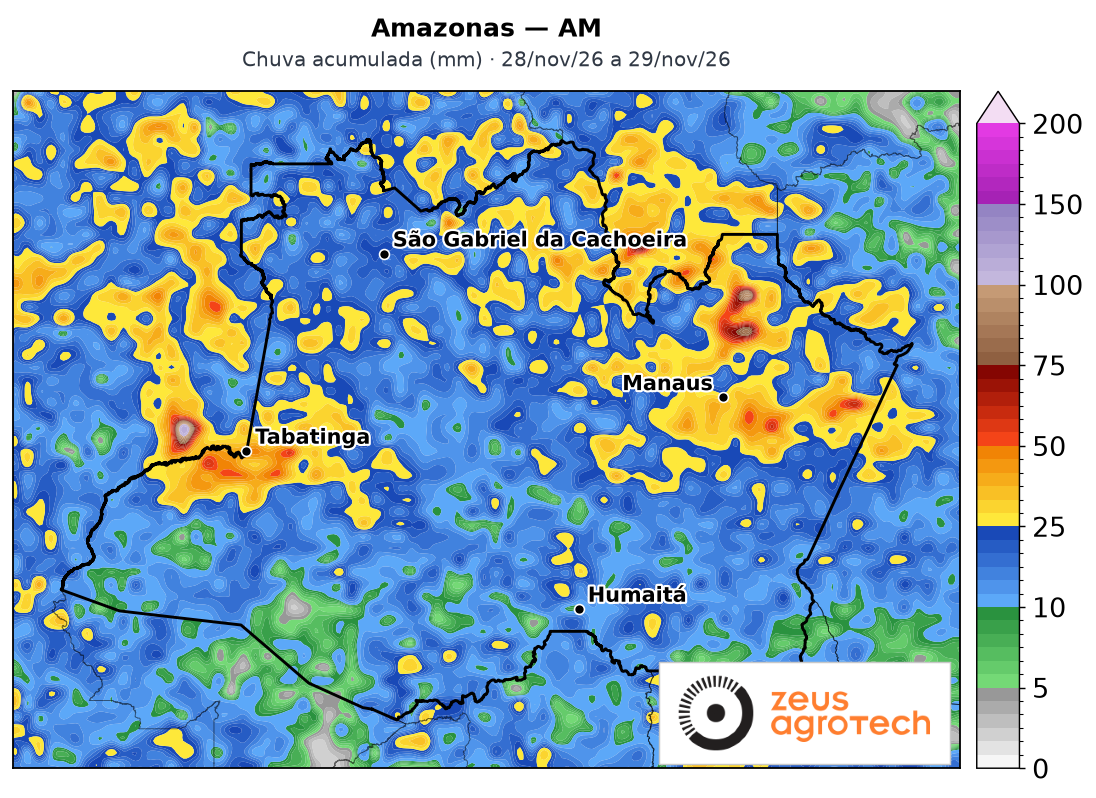 Amazonas — AM
Chuva acumulada (mm) · 28/nov/26 a 29/nov/26
São Gabriel da Cachoeira
Manaus
Tabatinga
Humaitá
zeus
agrotech
200
150
100
75
50
25
10
5
0